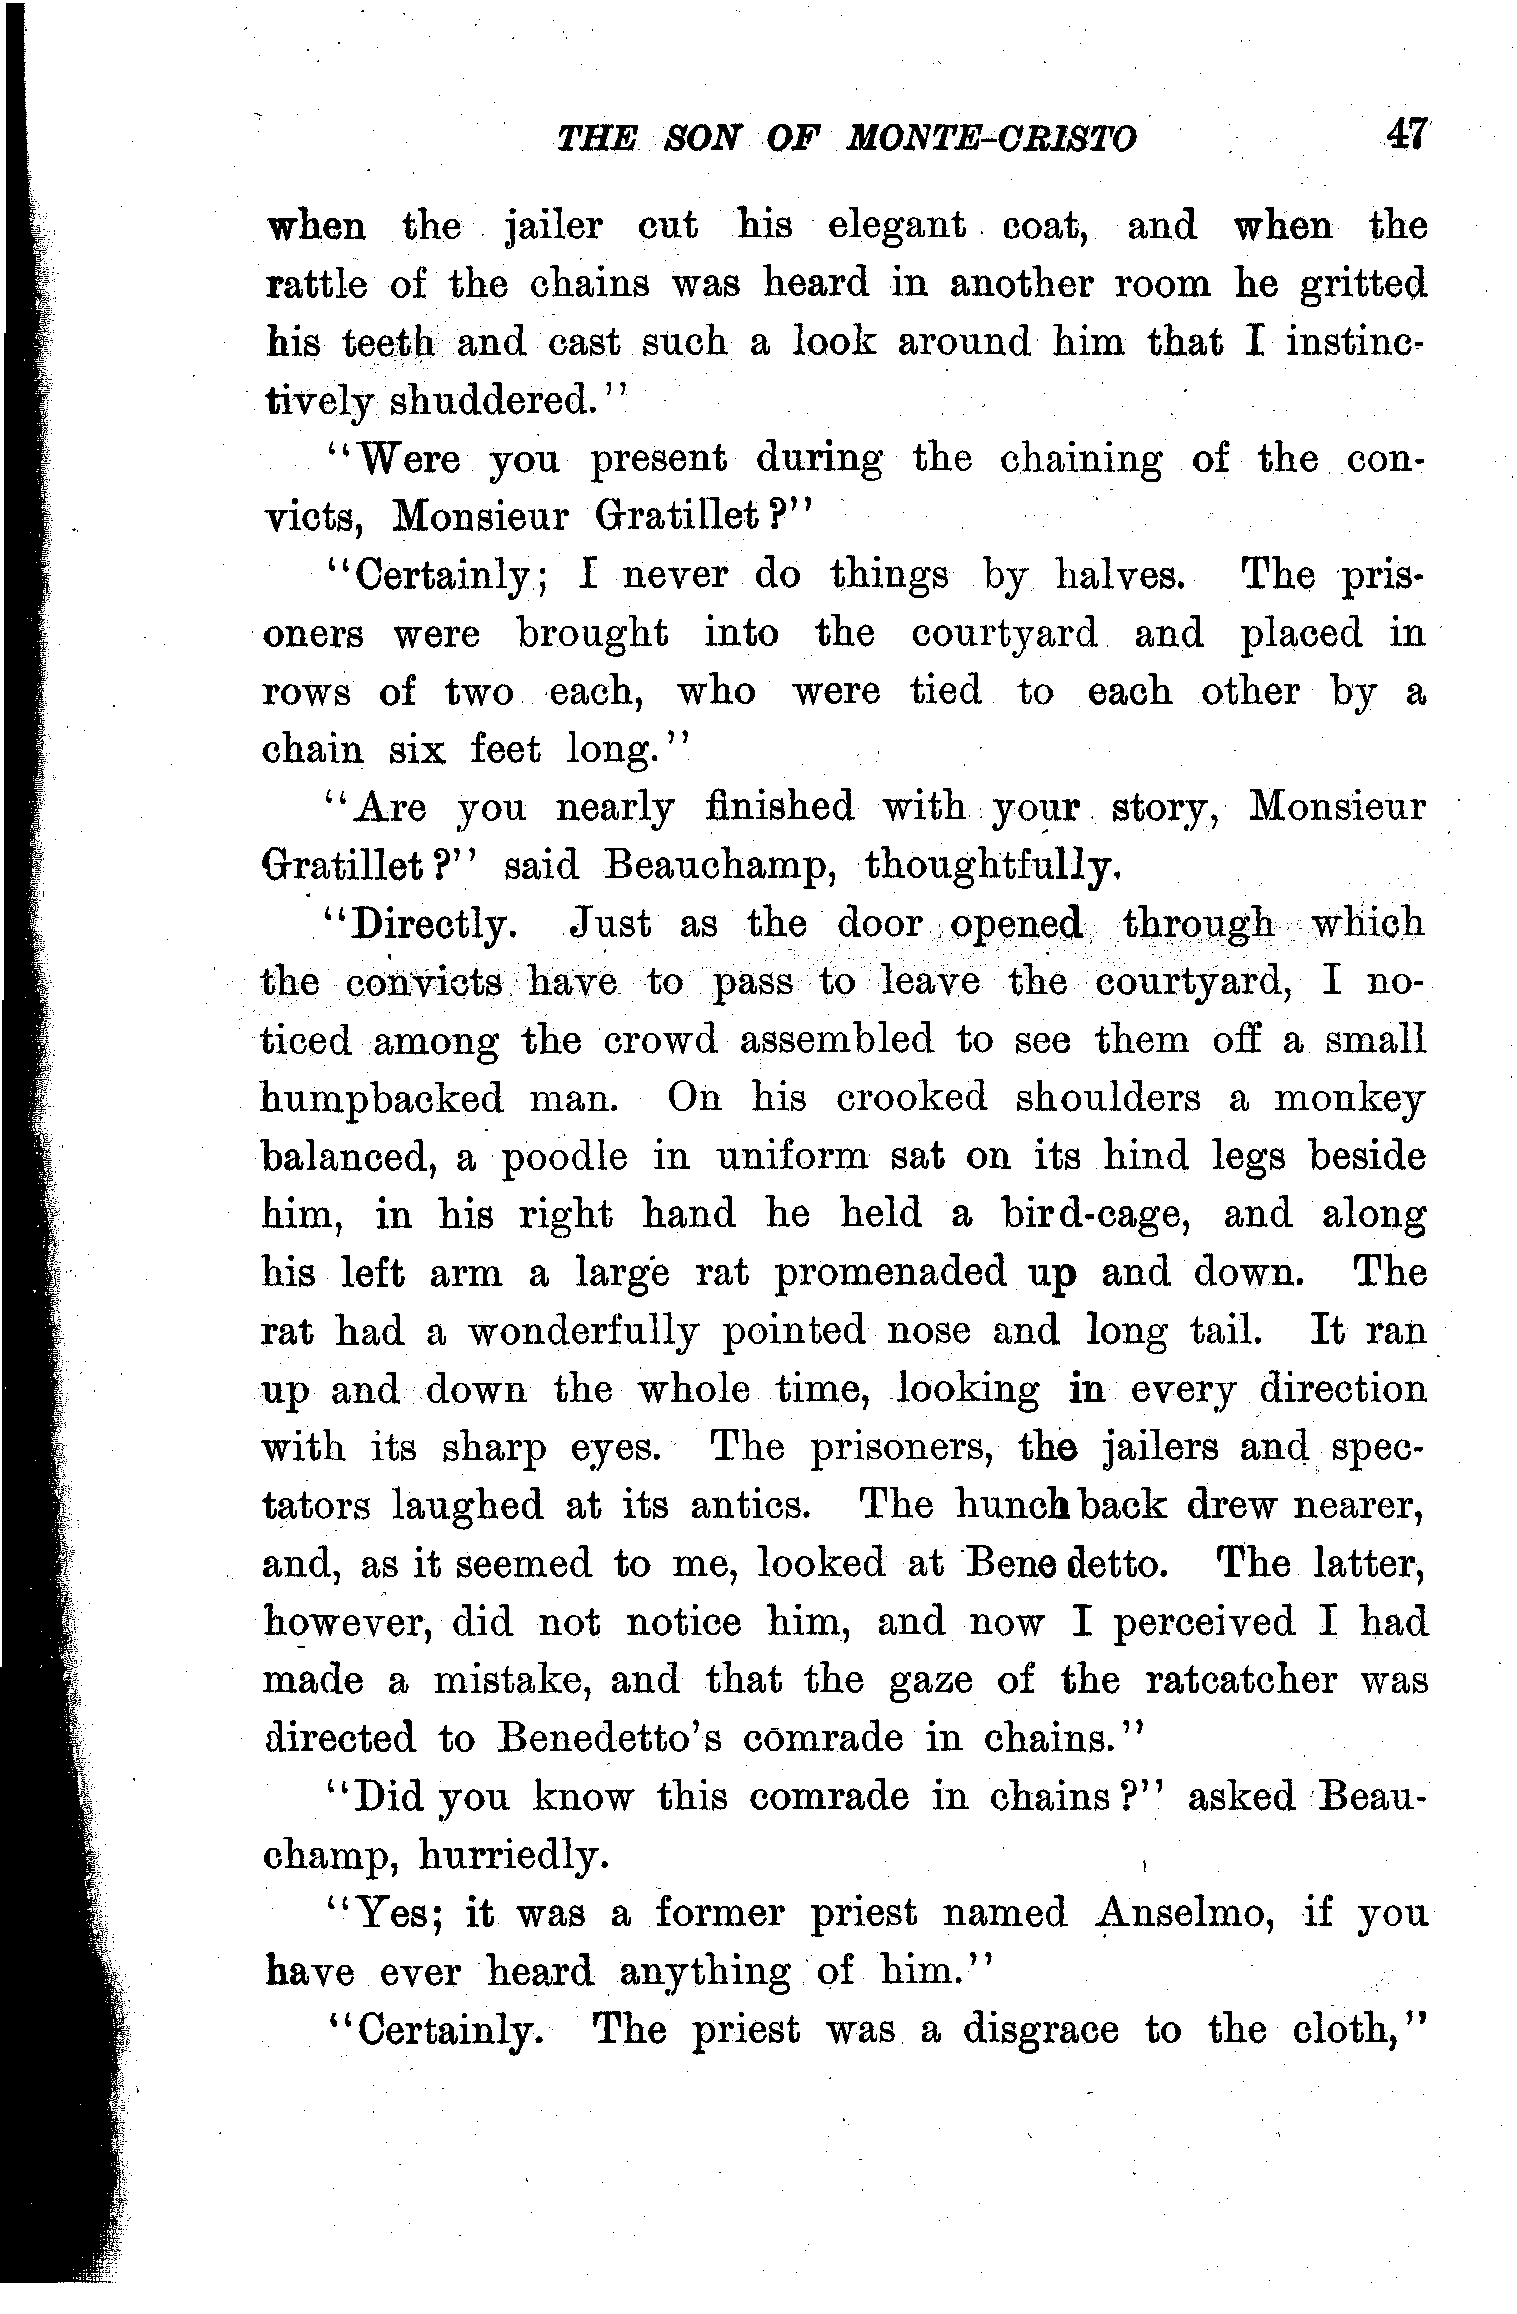 THE SON OF MONTE-CRISTO 47
when the jailer cut his elegant coat, and when the
rattle of the chains was heard in another room he gritted
his teeth and cast such a look around him that I instinc-
tively shuddered."
"Were you present during the chaining of the con-
victs, Monsieur Gratillet?"
"Certainly; I never do things by halves. The pris-
oners were brought into the courtyard and placed in
rows of two each, who were tied to each other by a
chain six feet long."
"Are you nearly finished with your story, Monsieur
Gratillet?" said Beauchamp, thoughtfully.
"Directly. Just as the door opened through which
the convicts have to pass to leave the courtyard, I no-
ticed among the crowd assembled to see them off a small
humpbacked man. On his crooked shoulders a monkey
balanced, a poodle in uniform sat on its hind legs beside
him, in his right hand he held a bird-cage, and along
his left arm a large rat promenaded up and down. The
rat had a wonderfully pointed nose and long tail. It ran
up and down the whole time, looking in every direction
with its sharp eyes. The prisoners, the jailers and spec-
tators laughed at its antics. The hunchback drew nearer,
and, as it seemed to me, looked at Benedetto. The latter,
however, did not notice him, and now I perceived I had
made a mistake, and that the gaze of the ratcatcher was
directed to Benedetto's comrade in chains."
"Did you know this comrade in chains?" asked Beau-
champ, hurriedly.
"Yes; it was a former priest named Anselmo, if you
have ever heard anything of him."
"Certainly. The priest was a disgrace to the cloth,"